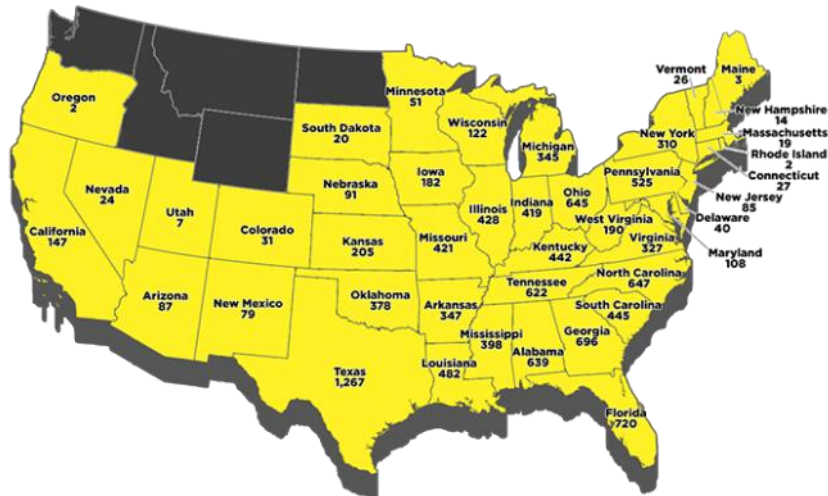 Vermont
26
Maine
3
Minnesota
51
Oregon
2
New Hampshire
14
Wisconsin
122
South Dakota
20
New York
310
Massachusetts
19
Michigan
345
Rhode Island
2
Pennsylvania
525
Connecticut
27
Iowa
182
Nebraska
91
Nevada
24
New Jersey
85
Ohio
645
Indiana
419
Illinois
428
Utah
7
West Virginia
190
Delaware
40
California
147
Colorado
31
Kansas
205
Missouri
421
Virginia
327
Kentucky
442
Maryland
108
North Carolina
647
Tennessee
622
Arizona
87
New Mexico
79
Oklahoma
378
Arkansas
347
South Carolina
445
Georgia
696
Mississippi
398
Alabama
639
Louisiana
482
Texas
1,267
Florida
720